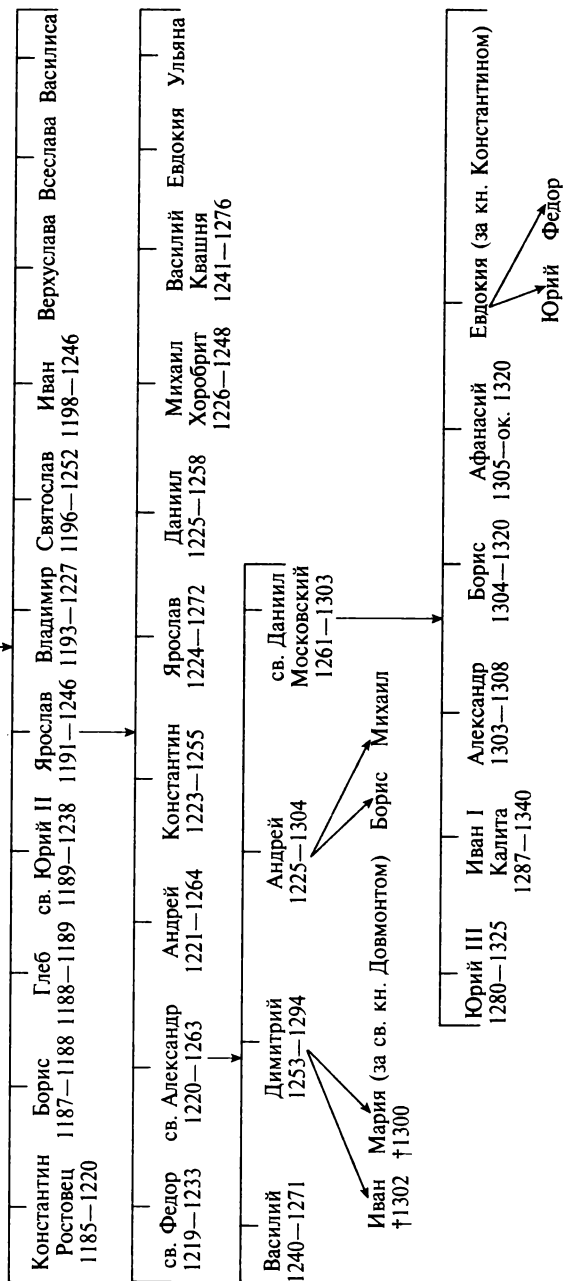 Константин
Ростовец
1185—1220
Борис
1187—1188
Глеб
1188—1189
св. Юрий II
1189—1238
Ярослав
1191—1246
Владимир
1193—1227
Святослав
1196—1252
Иван
1198—1246
Верхуслава
Всеслава
Василиса
св. Федор
1219—1233
св. Александр
1220—1263
Андрей
1221—1264
Константин
1223—1255
Ярослав
1224—1272
Даниил
1225—1258
Михаил
Хоробрит
1226—1248
Василий
Квашня
1241—1276
Евдокия
Ульяна
Василий
1240—1271
Димитрий
1253—1294
Андрей
1225—1304
св. Даниил
Московский
1261—1303
Иван
†1302
Мария (за св. кн. Довмонтом)
†1300
Борис
Михаил
Юрий III
1280—1325
Иван I
Калита
1287—1340
Александр
1303—1308
Борис
1304—1320
Афанасий
1305—ок. 1320
Евдокия (за кн. Константином)
Юрий
Федор